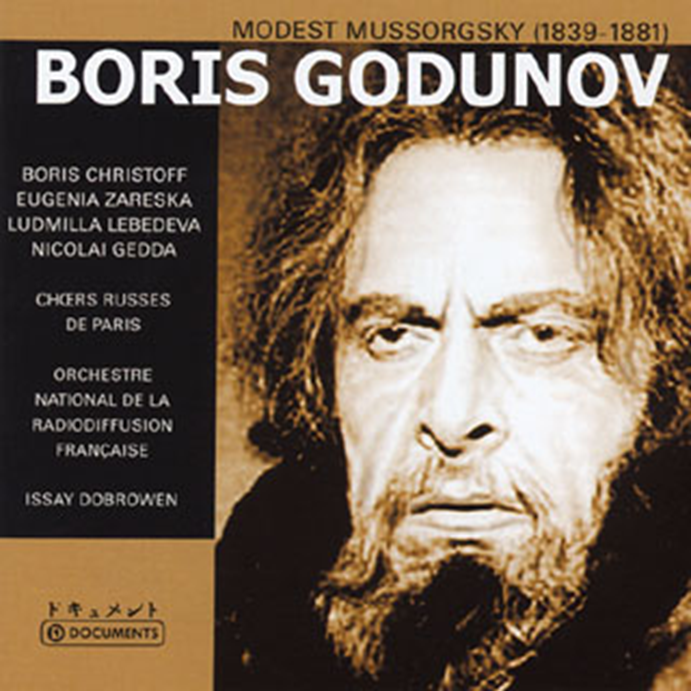 MODEST MUSSORGSKY (1839-1881)
BORIS GODUNOV
BORIS CHRISTOFF
EUGENIA ZARESKA
LUDMILLA LEBEDEVA
NICOLAI GEDDA
CHŒRS RUSSES
DE PARIS
ORCHESTRE
NATIONAL DE LA
RADIODIFFUSION
FRANÇAISE
ISSAY DOBROWEN
ドキュメント
DOCUMENTS